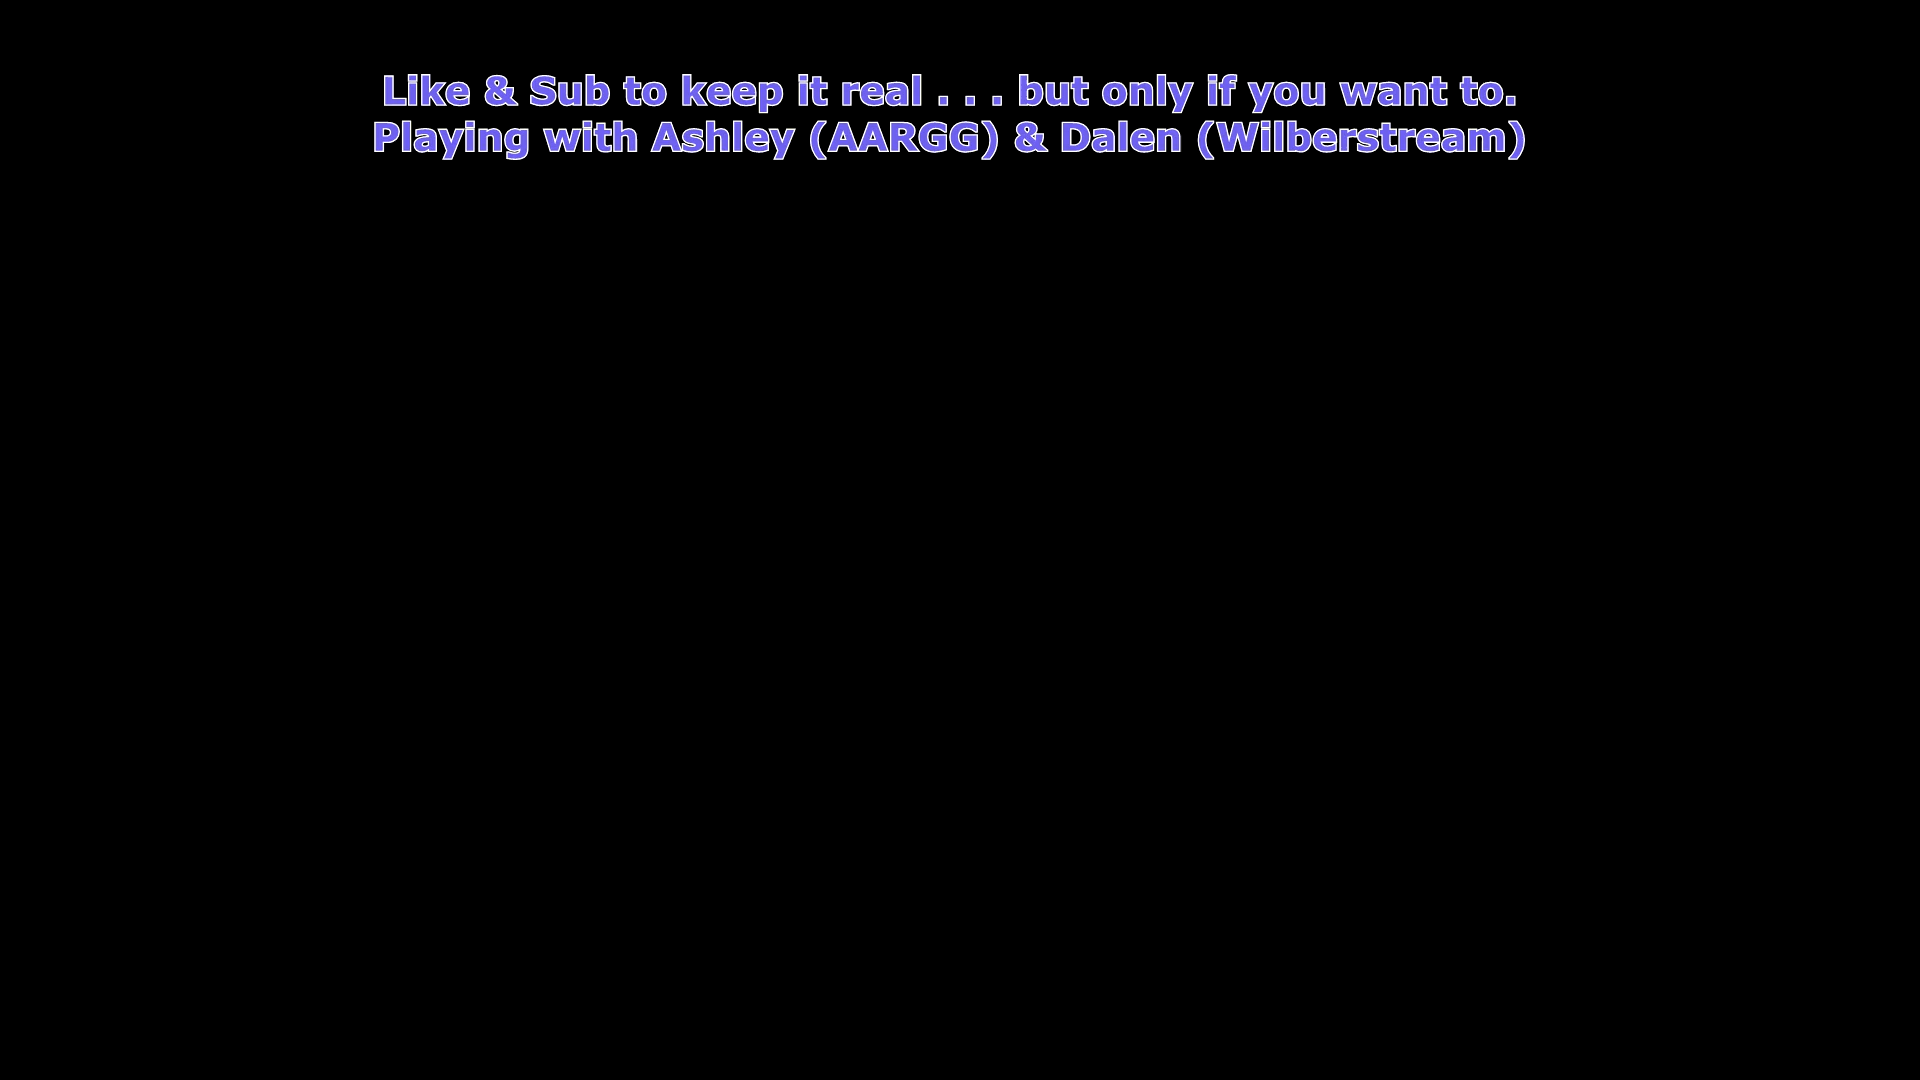 Like & Sub to keep it real . . . but only if you want to.
Playing with Ashley (AARGG) & Dalen (Wilberstream)